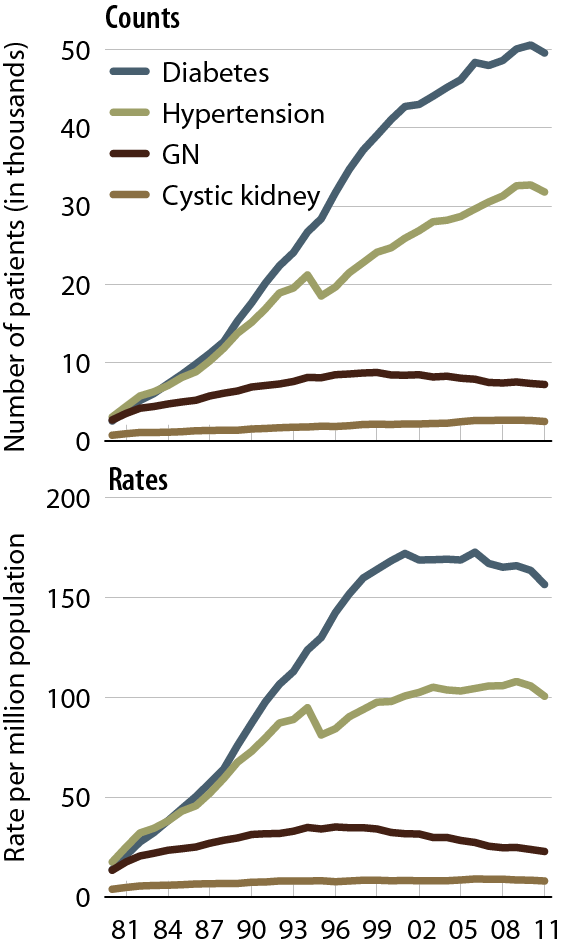 Counts
Number of patients (in thousands)
50
40
30
20
10
0
Diabetes
Hypertension
GN
Cystic kidney
Rates
Rate per million population
200
150
100
50
0
81 84 87 90 93 96 99 02 05 08 11